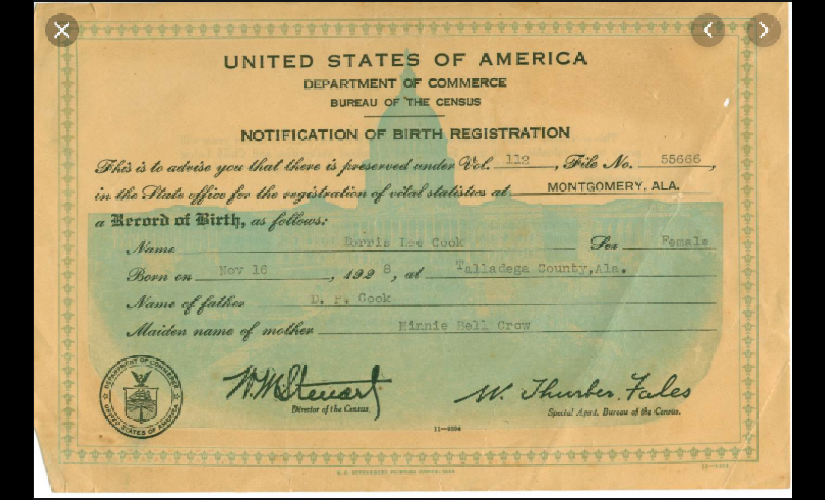 UNITED STATES OF AMERICA
DEPARTMENT OF COMMERCE
BUREAU OF THE CENSUS
NOTIFICATION OF BIRTH REGISTRATION
This is to advise you that there is preserved under Vol. 112, File No. 55666,
in the State office for the registration of vital statistics at MONTGOMERY, ALA.
a Record of Birth, as follows:
Name Dorris Lee Cook Sex Female
Born on Nov 16, 1928, at Talladega County, Ala.
Name of father D. Cook
Maiden name of mother Minnie Bell Crow
DEPARTMENT OF COMMERCE
UNITED STATES OF AMERICA
W M Steuart W. Thurber Fales
Director of the Census. Special Agent, Bureau of the Census.